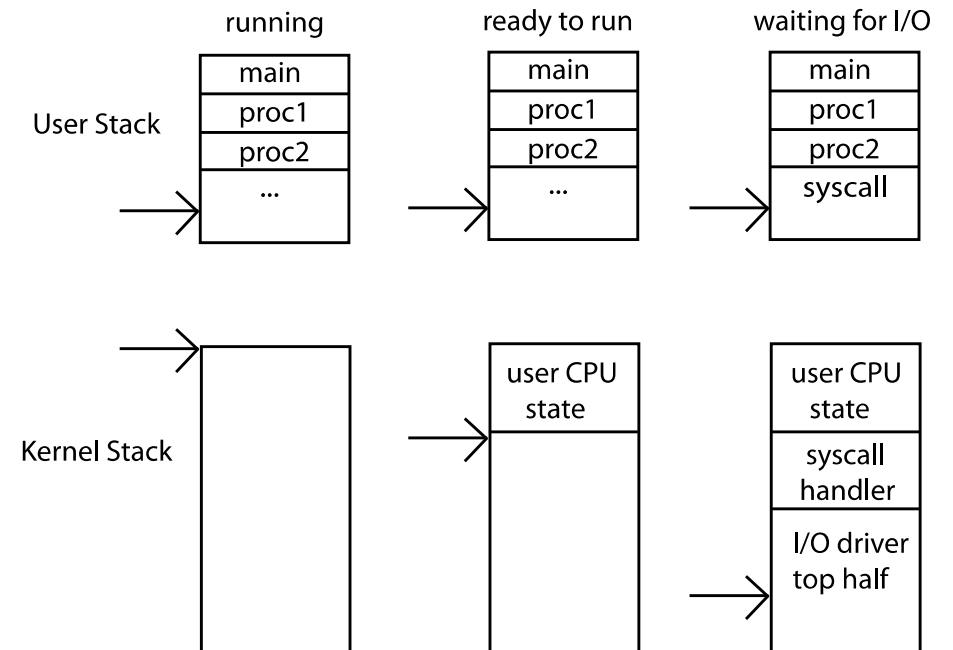 running
ready to run
waiting for I/O
User Stack
main
proc1
proc2
...
main
proc1
proc2
...
main
proc1
proc2
syscall
Kernel Stack
user CPU
state
user CPU
state
syscall
handler
I/O driver
top half